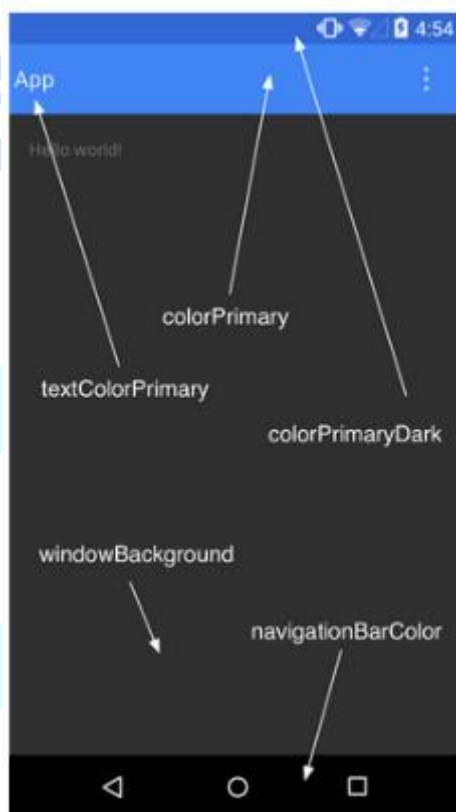 4:54
App
Hello world!
colorPrimary
textColorPrimary
colorPrimaryDark
windowBackground
navigationBarColor